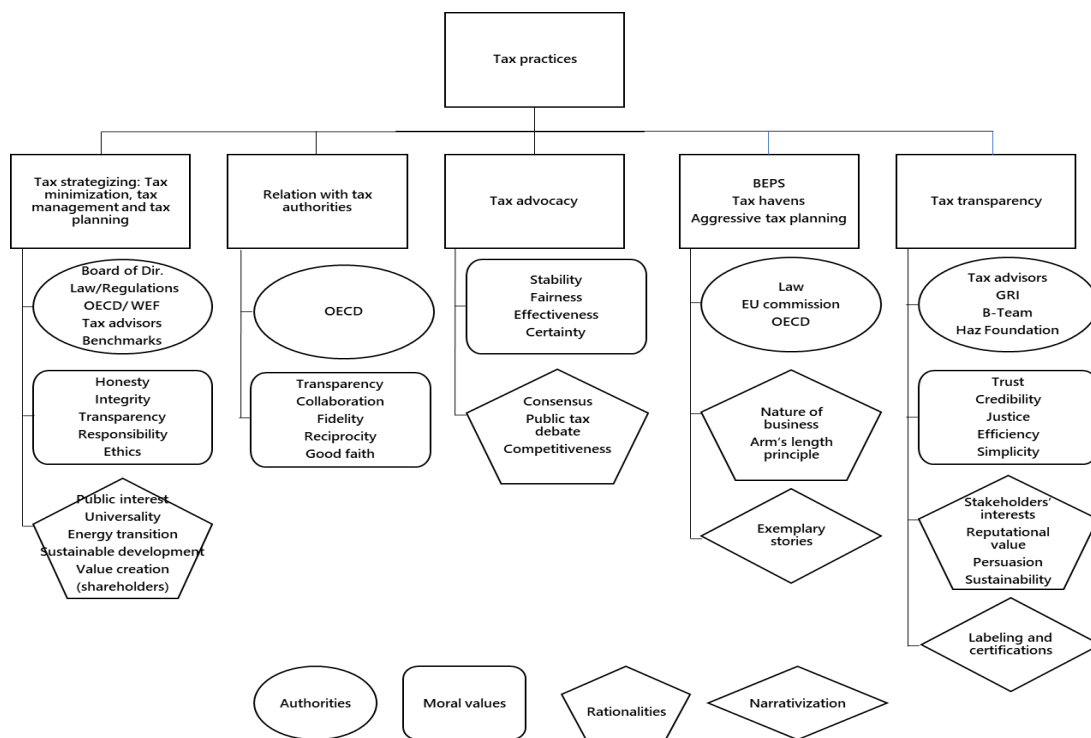 Tax practices
Tax strategizing: Tax
minimization, tax
management and tax
planning
Relation with tax
authorities
Tax advocacy
BEPS
Tax havens
Aggressive tax planning
Tax transparency
Board of Dir.
Law/Regulations
OECD/ WEF
Tax advisors
Benchmarks
OECD
Stability
Fairness
Effectiveness
Certainty
Law
EU commission
OECD
Tax advisors
GRI
B-Team
Haz Foundation
Honesty
Integrity
Transparency
Responsibility
Ethics
Transparency
Collaboration
Fidelity
Reciprocity
Good faith
Consensus
Public tax
debate
Competitiveness
Nature of
business
Arm's length
principle
Trust
Credibility
Justice
Efficiency
Simplicity
Public interest
Universality
Energy transition
Sustainable development
Value creation
(shareholders)
Exemplary
stories
Stakeholders'
interests
Reputational
value
Persuasion
Sustainability
Labeling and
certifications
Authorities
Moral values
Rationalities
Narrativization